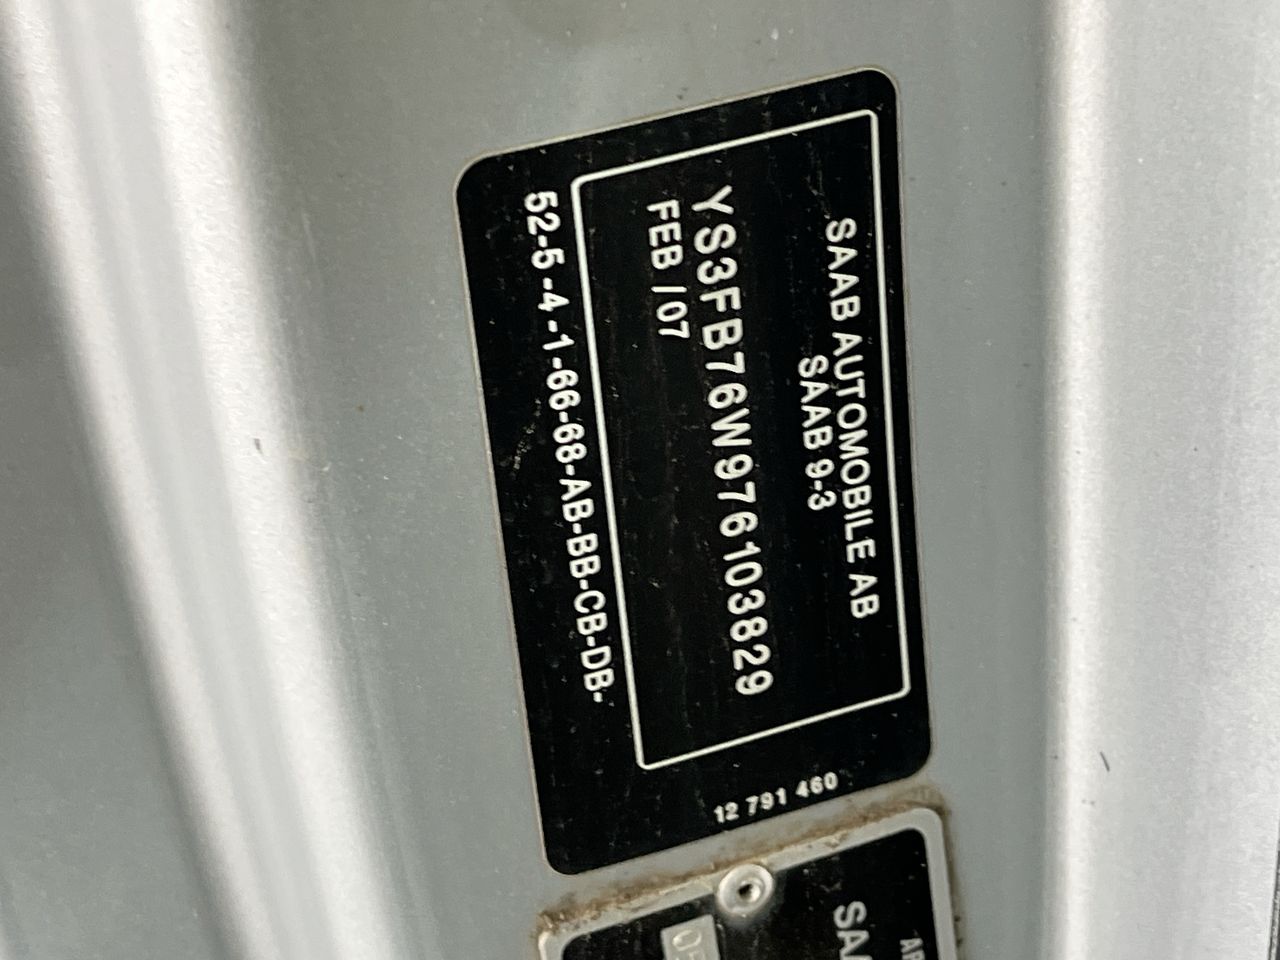 SAAB AUTOMOBILE AB
SAAB 9-3
YS3FB76W976103829
FEB / 07
52-5-4-1-66-68-AB-BB-CB-DB-
12 791 460